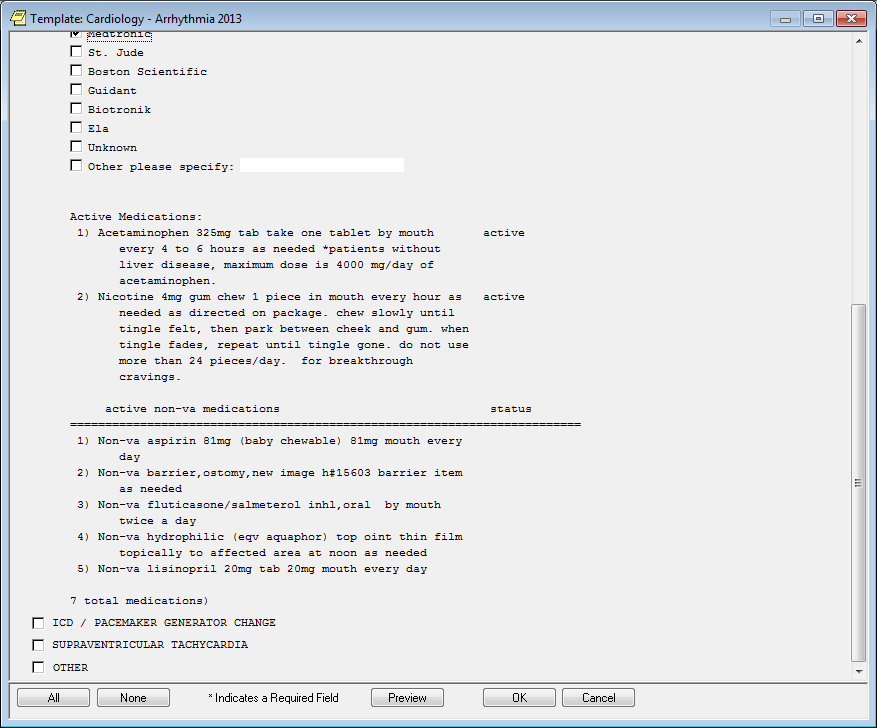 Template: Cardiology - Arrhythmia 2013
Medtronic
St. Jude
Boston Scientific
Guidant
Biotronik
Ela
Unknown
Other please specify:
Active Medications:
1) Acetaminophen 325mg tab take one tablet by mouth active
every 4 to 6 hours as needed *patients without
liver disease, maximum dose is 4000 mg/day of
acetaminophen.
2) Nicotine 4mg gum chew 1 piece in mouth every hour as active
needed as directed on package. chew slowly until
tingle felt, then park between cheek and gum. when
tingle fades, repeat until tingle gone. do not use
more than 24 pieces/day. for breakthrough
cravings.
active non-va medications status
=========================================================================
1) Non-va aspirin 81mg (baby chewable) 81mg mouth every
day
2) Non-va barrier,ostomy,new image h#15603 barrier item
as needed
3) Non-va fluticasone/salmeterol inhl,oral by mouth
twice a day
4) Non-va hydrophilic (eqv aquaphor) top oint thin film
topically to affected area at noon as needed
5) Non-va lisinopril 20mg tab 20mg mouth every day
7 total medications)
ICD / PACEMAKER GENERATOR CHANGE
SUPRAVENTRICULAR TACHYCARDIA
OTHER
All None * Indicates a Required Field Preview OK Cancel